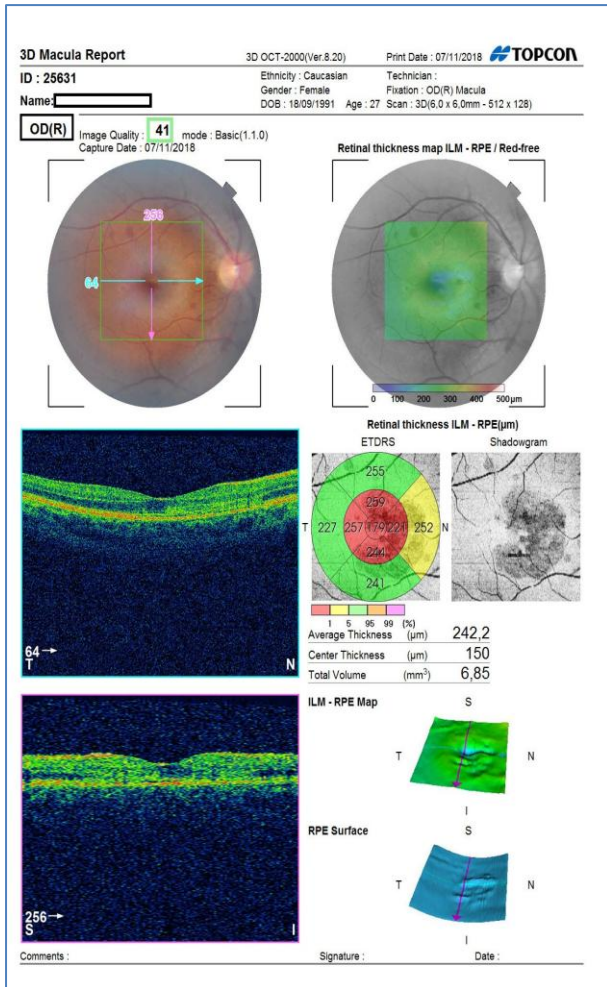 3D Macula Report 3D OCT-2000(Ver.8.20) Print Date : 07/11/2018 TOPCON
ID : 25631 Ethnicity : Caucasian Technician :
Gender : Female Fixation : OD(R) Macula
Name: DOB : 18/09/1991 Age : 27 Scan : 3D(6,0 x 6,0mm - 512 x 128)
OD(R) Image Quality : 41 mode : Basic(1.1.0)
Capture Date : 07/11/2018 Retinal thickness map ILM - RPE / Red-free
256
64
0 100 200 300 400 500µm
Retinal thickness ILM - RPE(µm)
ETDRS Shadowgram
255
259
T 227 257 179 221 252 N
244
241
1 5 95 99 (%)
Average Thickness (µm) 242,2
Center Thickness (µm) 150
Total Volume (mm³) 6,85
64
T N
ILM - RPE Map S
T N
I
RPE Surface S
T N
I
256
S I
Comments : Signature : Date :